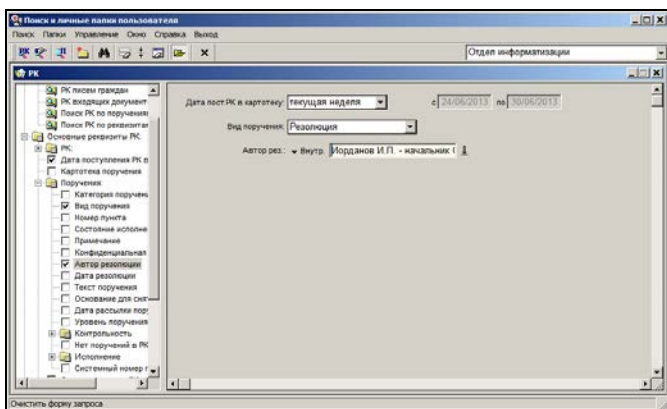 Поиск и личные папки пользователя
Поиск Папки Управление Окно Справка Выход
Отдел информатизации
РК
РК писем граждан
РК входящих документ
Поиск РК по поручения
Поиск РК по реквизитам
Основные реквизиты РК:
РК:
Дата поступления РК в
Картотека поручения
Поручения:
Категория поручен
Вид поручения
Номер пункта
Состояние исполне
Примечание
Конфиденциальная
Автор резолюции
Дата резолюции
Текст поручения
Основание для сня
Дата рассылки пор
Уровень поручения
Контрольность
Нет поручений в РК
Исполнение
Системный номер г
Дата пост.РК в картотеку: текущая неделя с 24/06/2013 по 30/06/2013
Вид поручения: Резолюция
Автор рез.: Внутр. Иорданов И.П. - начальник (
Очистить форму запроса